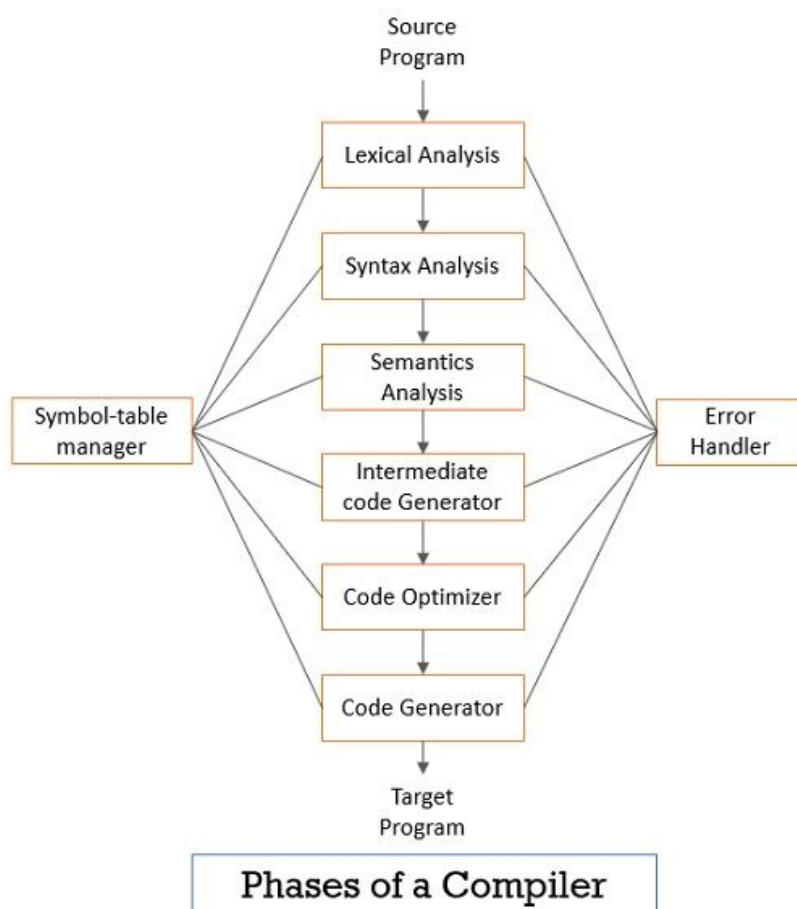 Source
Program
Lexical Analysis
Syntax Analysis
Semantics
Analysis
Symbol-table
manager
Error
Handler
Intermediate
code Generator
Code Optimizer
Code Generator
Target
Program
Phases of a Compiler